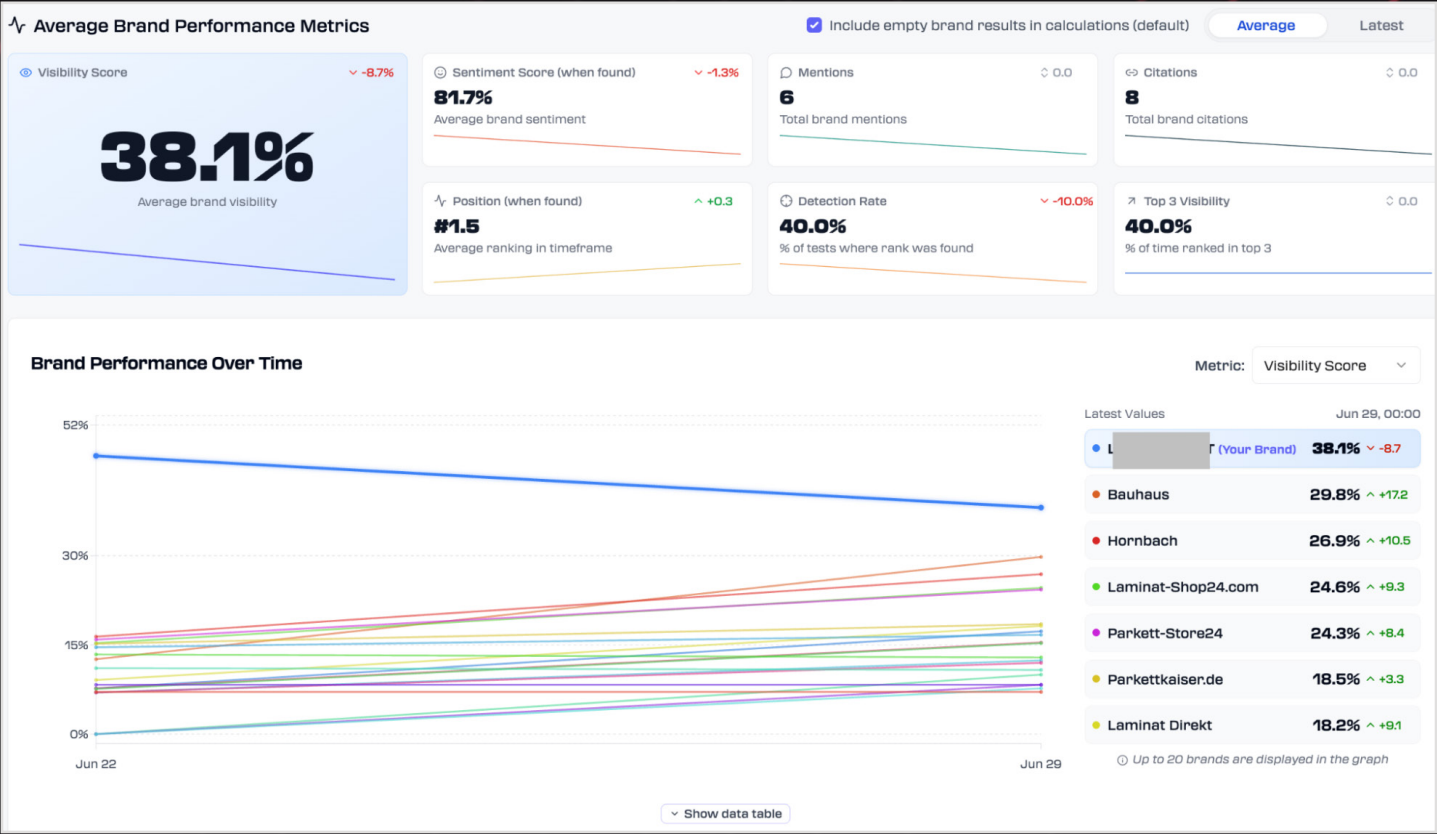 Average Brand Performance Metrics
Include empty brand results in calculations (default)
Average
Latest
Visibility Score
-8.7%
38.1%
Average brand visibility
Sentiment Score (when found)
-1.3%
81.7%
Average brand sentiment
Mentions
0.0
6
Total brand mentions
Citations
0.0
8
Total brand citations
Position (when found)
+0.3
#1.5
Average ranking in timeframe
Detection Rate
-10.0%
40.0%
% of tests where rank was found
Top 3 Visibility
0.0
40.0%
% of time ranked in top 3
Brand Performance Over Time
Metric:
Visibility Score
52%
30%
15%
0%
Jun 22
Jun 29
Latest Values
Jun 29, 00:00
(Your Brand) 38.1% -8.7
Bauhaus 29.8% +17.2
Hornbach 26.9% +10.5
Laminat-Shop24.com 24.6% +9.3
Parkett-Store24 24.3% +8.4
Parkettkaiser.de 18.5% +3.3
Laminat Direkt 18.2% +9.1
Up to 20 brands are displayed in the graph
Show data table